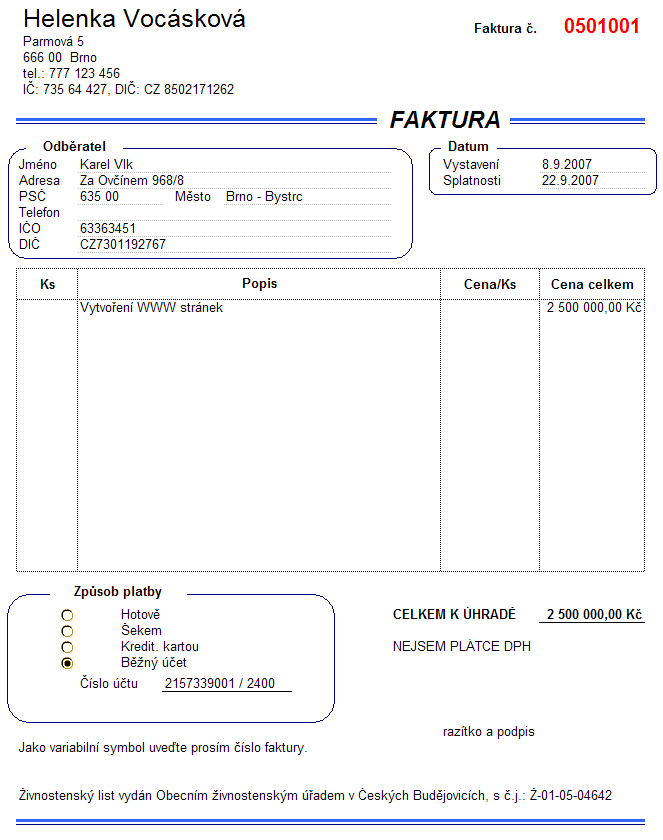 Helenka Vocásková
Faktura č. 0501001
Parmová 5
666 00 Brno
tel.: 777 123 456
IČ: 735 64 427, DIČ: CZ 8502171262
FAKTURA
Odběratel
Jméno Karel Vlk
Adresa Za Ovčínem 968/8
PSČ 635 00 Město Brno - Bystrc
Telefon
IČO 63363451
DIČ CZ7301192767
Datum
Vystavení 8.9.2007
Splatnosti 22.9.2007
Ks Popis Cena/Ks Cena celkem
Vytvoření WWW stránek 2 500 000,00 Kč
Způsob platby
Hotově
Šekem
Kredit. kartou
Běžný účet
Číslo účtu 2157339001 / 2400
CELKEM K ÚHRADĚ 2 500 000,00 Kč
NEJSEM PLÁTCE DPH
razítko a podpis
Jako variabilní symbol uveďte prosím číslo faktury.
Živnostenský list vydán Obecním živnostenským úřadem v Českých Budějovicích, s č.j.: Ž-01-05-04642